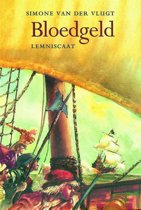 SIMONE VAN DER VLUGT
Bloedgeld
LEMNISCAAT